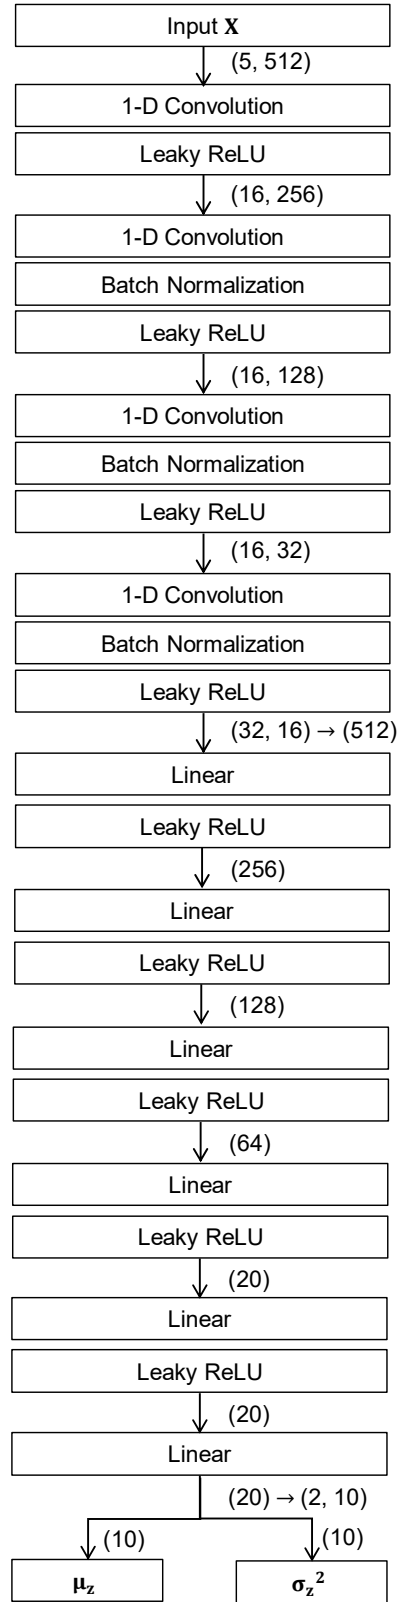 Input X
(5, 512)
1-D Convolution
Leaky ReLU
(16, 256)
1-D Convolution
Batch Normalization
Leaky ReLU
(16, 128)
1-D Convolution
Batch Normalization
Leaky ReLU
(16, 32)
1-D Convolution
Batch Normalization
Leaky ReLU
(32, 16) → (512)
Linear
Leaky ReLU
(256)
Linear
Leaky ReLU
(128)
Linear
Leaky ReLU
(64)
Linear
Leaky ReLU
(20)
Linear
Leaky ReLU
(20)
Linear
(20) → (2, 10)
(10) (10)
μz σz²